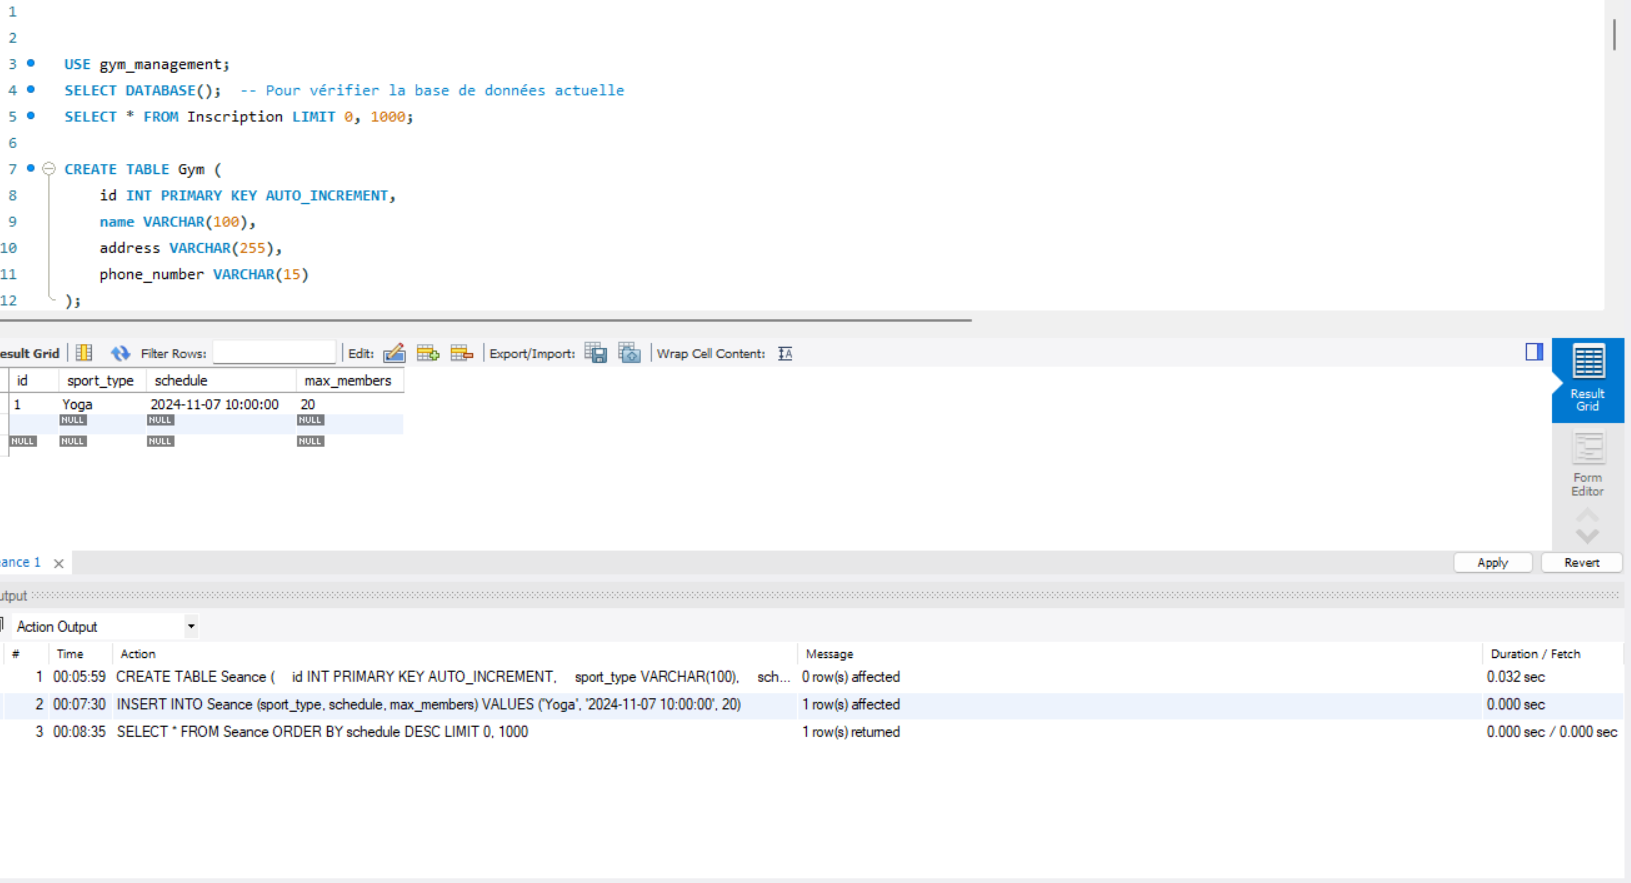 1
2
3 USE gym_management;
4 SELECT DATABASE();  -- Pour vérifier la base de données actuelle
5 SELECT * FROM Inscription LIMIT 0, 1000;
6
7 CREATE TABLE Gym (
8 id INT PRIMARY KEY AUTO_INCREMENT,
9 name VARCHAR(100),
10 address VARCHAR(255),
11 phone_number VARCHAR(15)
12 );
esult Grid Filter Rows: Edit: Export/Import: Wrap Cell Content:
id sport_type schedule max_members
1 Yoga 2024-11-07 10:00:00 20
NULL NULL NULL
NULL NULL NULL NULL
Result
Grid
Form
Editor
eance 1 Apply Revert
utput
Action Output
# Time Action Message Duration / Fetch
1 00:05:59 CREATE TABLE Seance ( id INT PRIMARY KEY AUTO_INCREMENT, sport_type VARCHAR(100), sch... 0 row(s) affected 0.032 sec
2 00:07:30 INSERT INTO Seance (sport_type, schedule, max_members) VALUES ('Yoga', '2024-11-07 10:00:00', 20) 1 row(s) affected 0.000 sec
3 00:08:35 SELECT * FROM Seance ORDER BY schedule DESC LIMIT 0, 1000 1 row(s) returned 0.000 sec / 0.000 sec